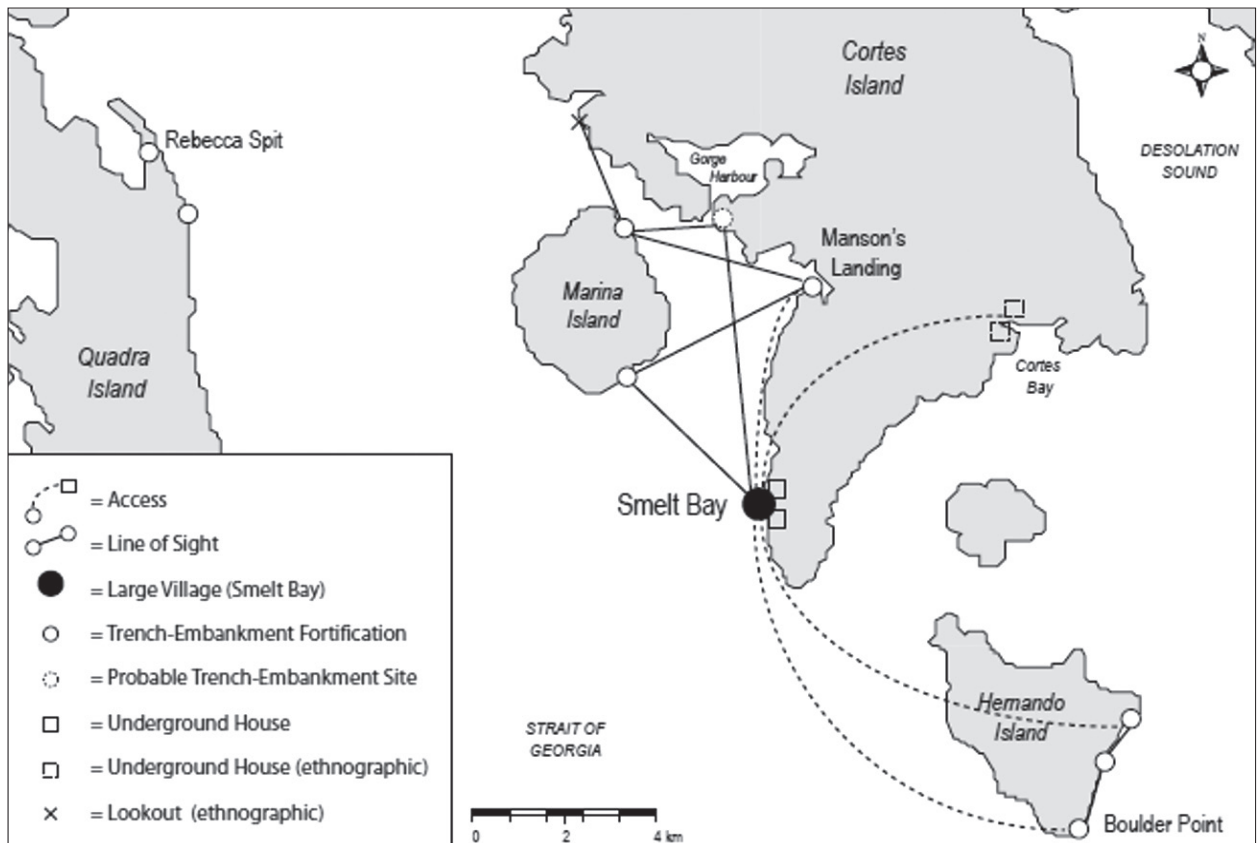 Cortes
Island
N
DESOLATION
SOUND
Rebecca Spit
Gorge
Harbour
Manson's
Landing
Marina
Island
Quadra
Island
Cortes
Bay
Smelt Bay
= Access
= Line of Sight
= Large Village (Smelt Bay)
= Trench-Embankment Fortification
= Probable Trench-Embankment Site
= Underground House
= Underground House (ethnographic)
= Lookout (ethnographic)
STRAIT OF
GEORGIA
Hernando
Island
Boulder Point
0 2 4 km